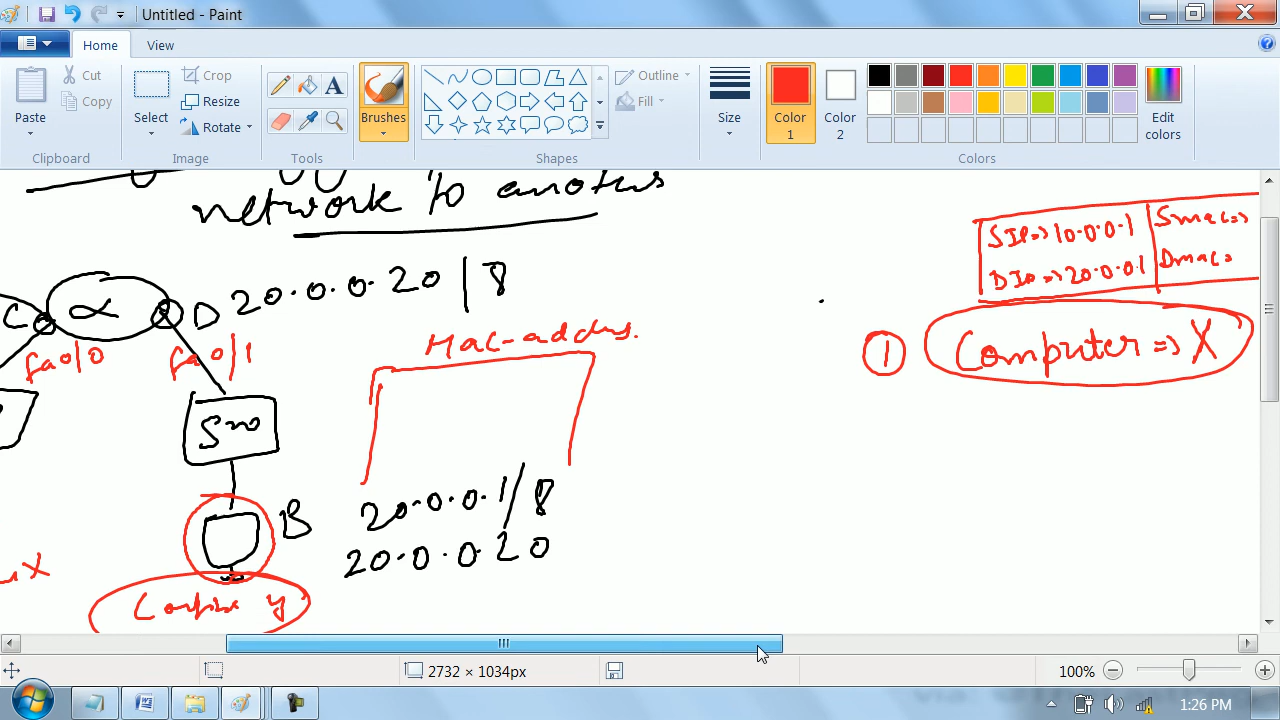 Untitled - Paint
Home
View
Paste
Cut
Copy
Clipboard
Select
Crop
Resize
Rotate
Image
Tools
Brushes
Shapes
Outline
Fill
Size
Color 1
Color 2
Edit colors
Colors
network to another
C
D
20.0.0.20 | 8
fa0/0
fa0/1
Mac-address.
B
20.0.0.1/8
20.0.0.20
X
y
SIP=>10.0.0.1
Smac=>
DIP=>20.0.0.1
Dmac=
1
Computer => X
2732 × 1034px
100%
1:26 PM